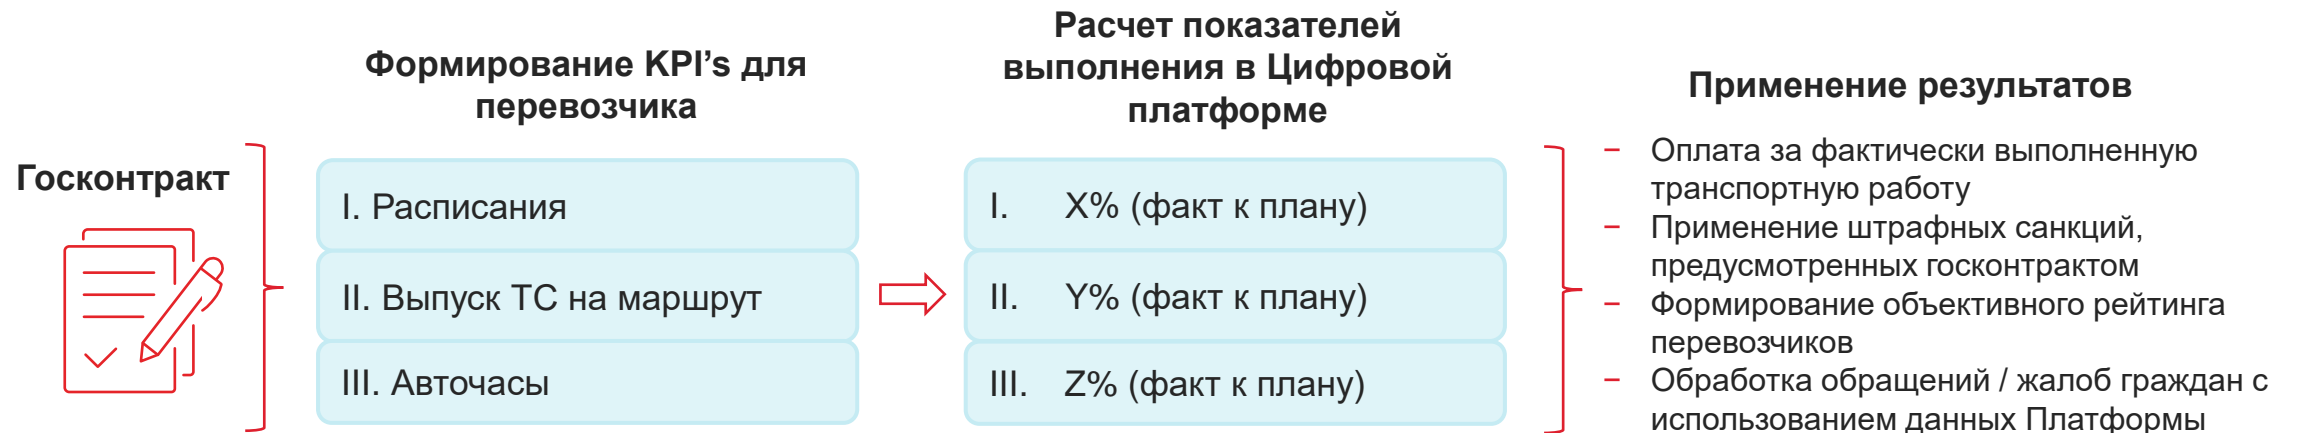 Госконтракт
Формирование KPI’s для
перевозчика
I. Расписания
II. Выпуск ТС на маршрут
III. Авточасы
Расчет показателей
выполнения в Цифровой
платформе
I. X% (факт к плану)
II. Y% (факт к плану)
III. Z% (факт к плану)
Применение результатов
− Оплата за фактически выполненную
транспортную работу
− Применение штрафных санкций,
предусмотренных госконтрактом
− Формирование объективного рейтинга
перевозчиков
− Обработка обращений / жалоб граждан с
использованием данных Платформы